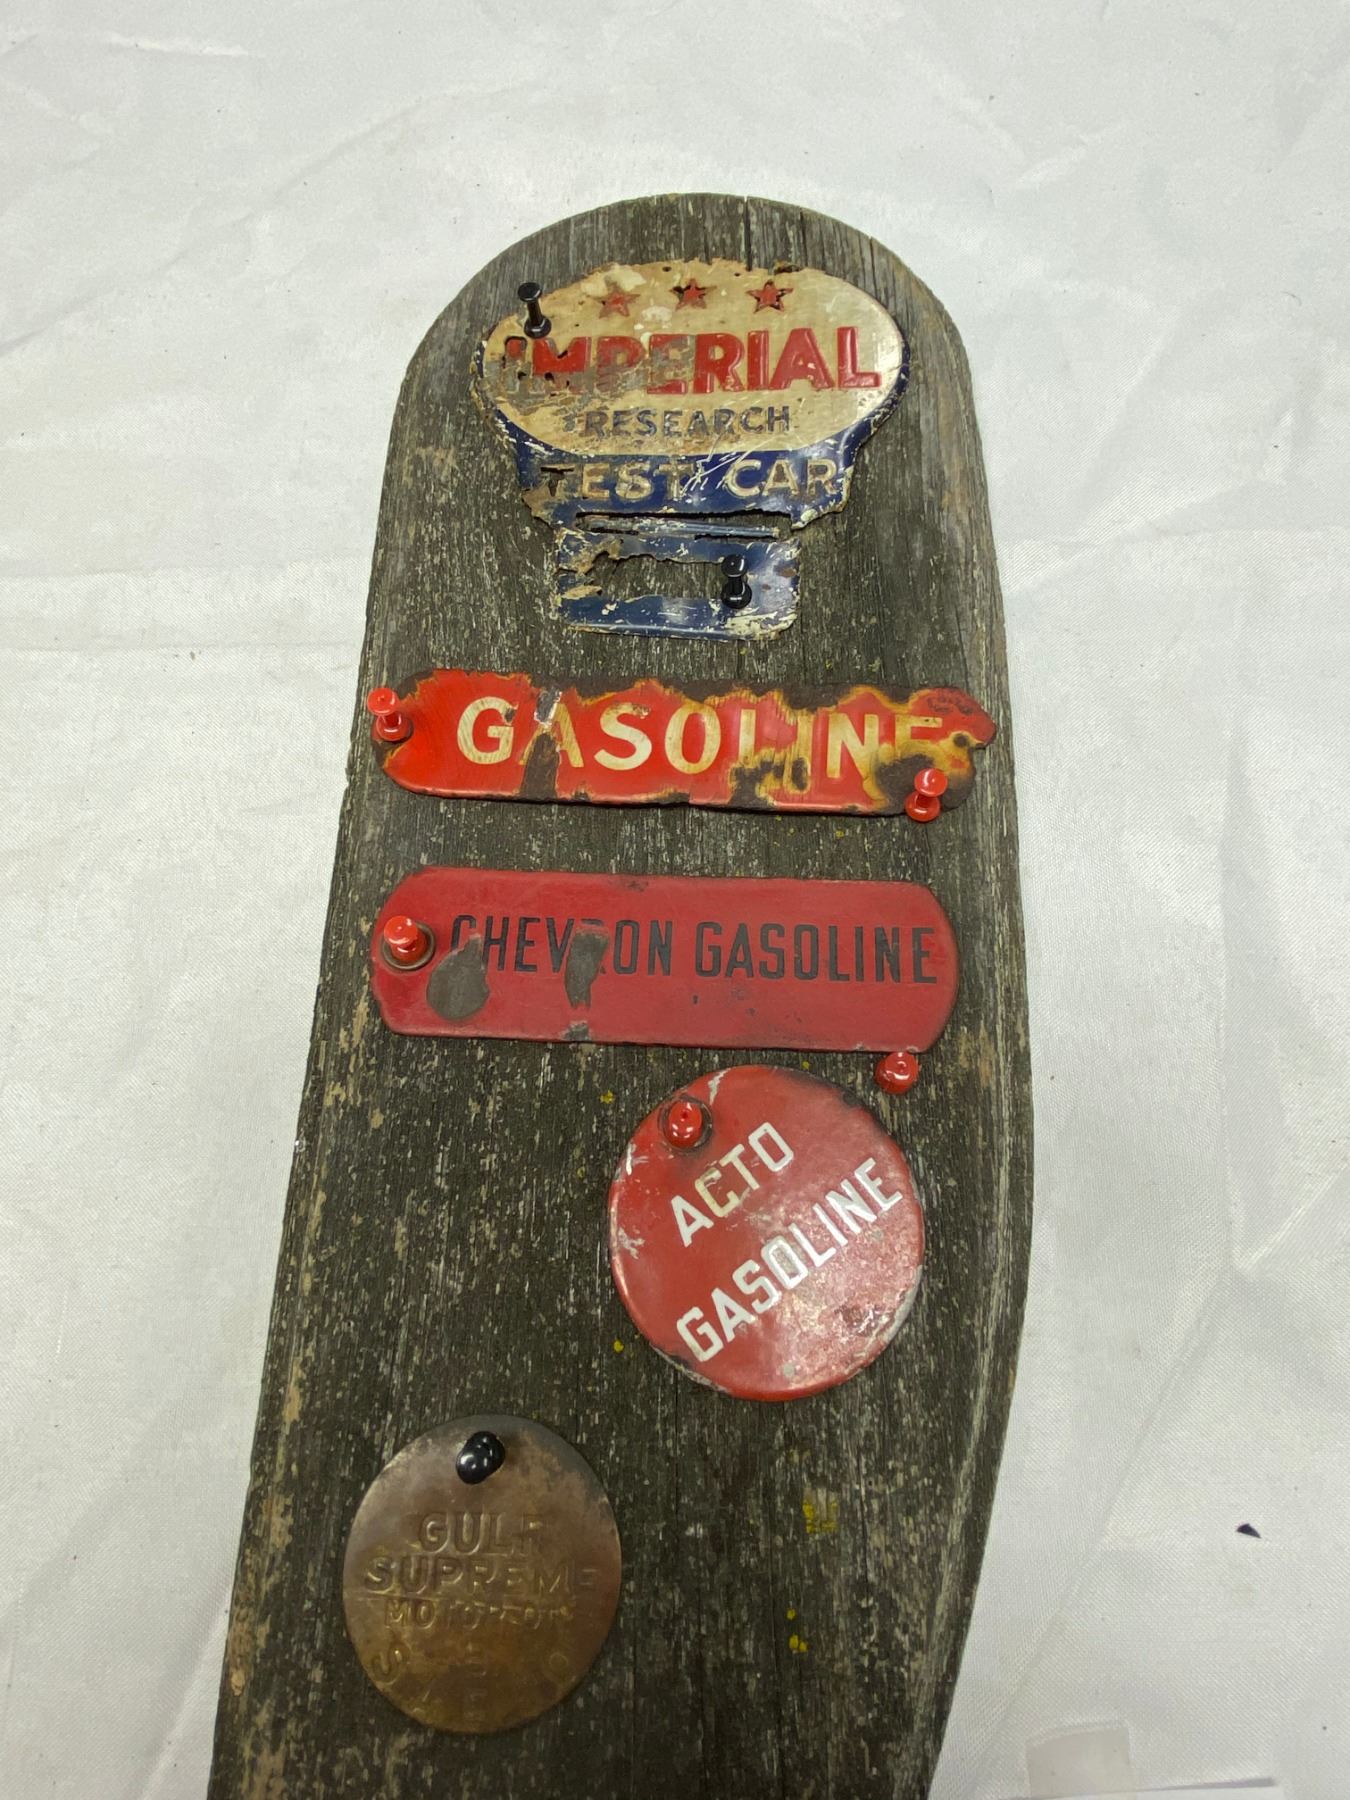 IMPERIAL
RESEARCH
TEST CAR
GASOLINE
CHEVRON GASOLINE
ACTO
GASOLINE
GULF
SUPREME